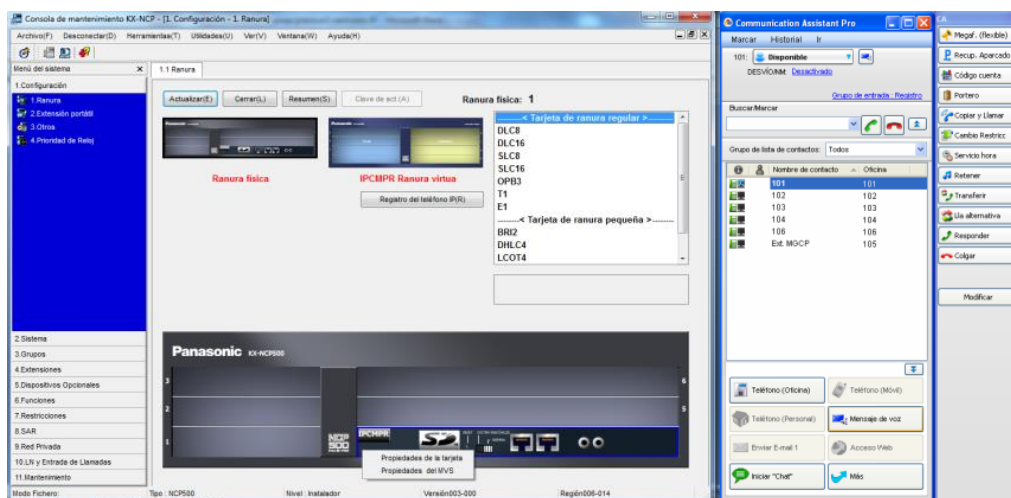 Consola de mantenimiento KX-NCP - [1. Configuración - 1. Ranura]
Archivo(F) Desconectar(D) Herramientas(T) Utilidades(U) Ver(V) Ventana(W) Ayuda(H)
Menú del sistema
1.Configuración
1.Ranura
2.Extensión portátil
3.Otros
4.Prioridad de Reloj
2.Sistema
3.Grupos
4.Extensiones
5.Dispositivos Opcionales
6.Funciones
7.Restricciones
8.SAR
9.Red Privada
10.LN y Entrada de Llamadas
11.Mantenimiento
1.1 Ranura
Actualizar(E) Cerrar(L) Resumen(S) Clave de act.(A)
Ranura física: 1
Ranura física
IPCMPR Ranura virtua
Registro del teléfono IP(R)
< Tarjeta de ranura regular >
DLC8
DLC16
SLC8
SLC16
OPB3
T1
E1
< Tarjeta de ranura pequeña >
BRI2
DHLC4
LCOT4
Panasonic KX-NCP500
3
6
2
5
1
NCP
500
IPCMPR
SD
Propiedades de la tarjeta
Propiedades del MVS
Modo Fichero: Tipo : NCP500 Nivel : Instalador Versión003-000 Región006-014
Communication Assistant Pro
Marcar Historial Ir
101: Disponible
DESVÍO/NM: Desactivado
Grupo de entrada : Registro
Buscar/Marcar
Grupo de lista de contactos: Todos
Nombre de contacto Oficina
101 101
102 102
103 103
104 104
106 106
Ext. MGCP 105
Teléfono (Oficina) Teléfono (Móvil)
Teléfono (Personal) Mensaje de voz
Enviar E-mail 1 Acceso Web
Iniciar "Chat" Más
CA
Megaf. (flexible)
Recup. Aparcado
Código cuenta
Portero
Copiar y Llamar
Cambio Restricc
Servicio hora
Retener
Transferir
Lla alternativa
Responder
Colgar
Modificar